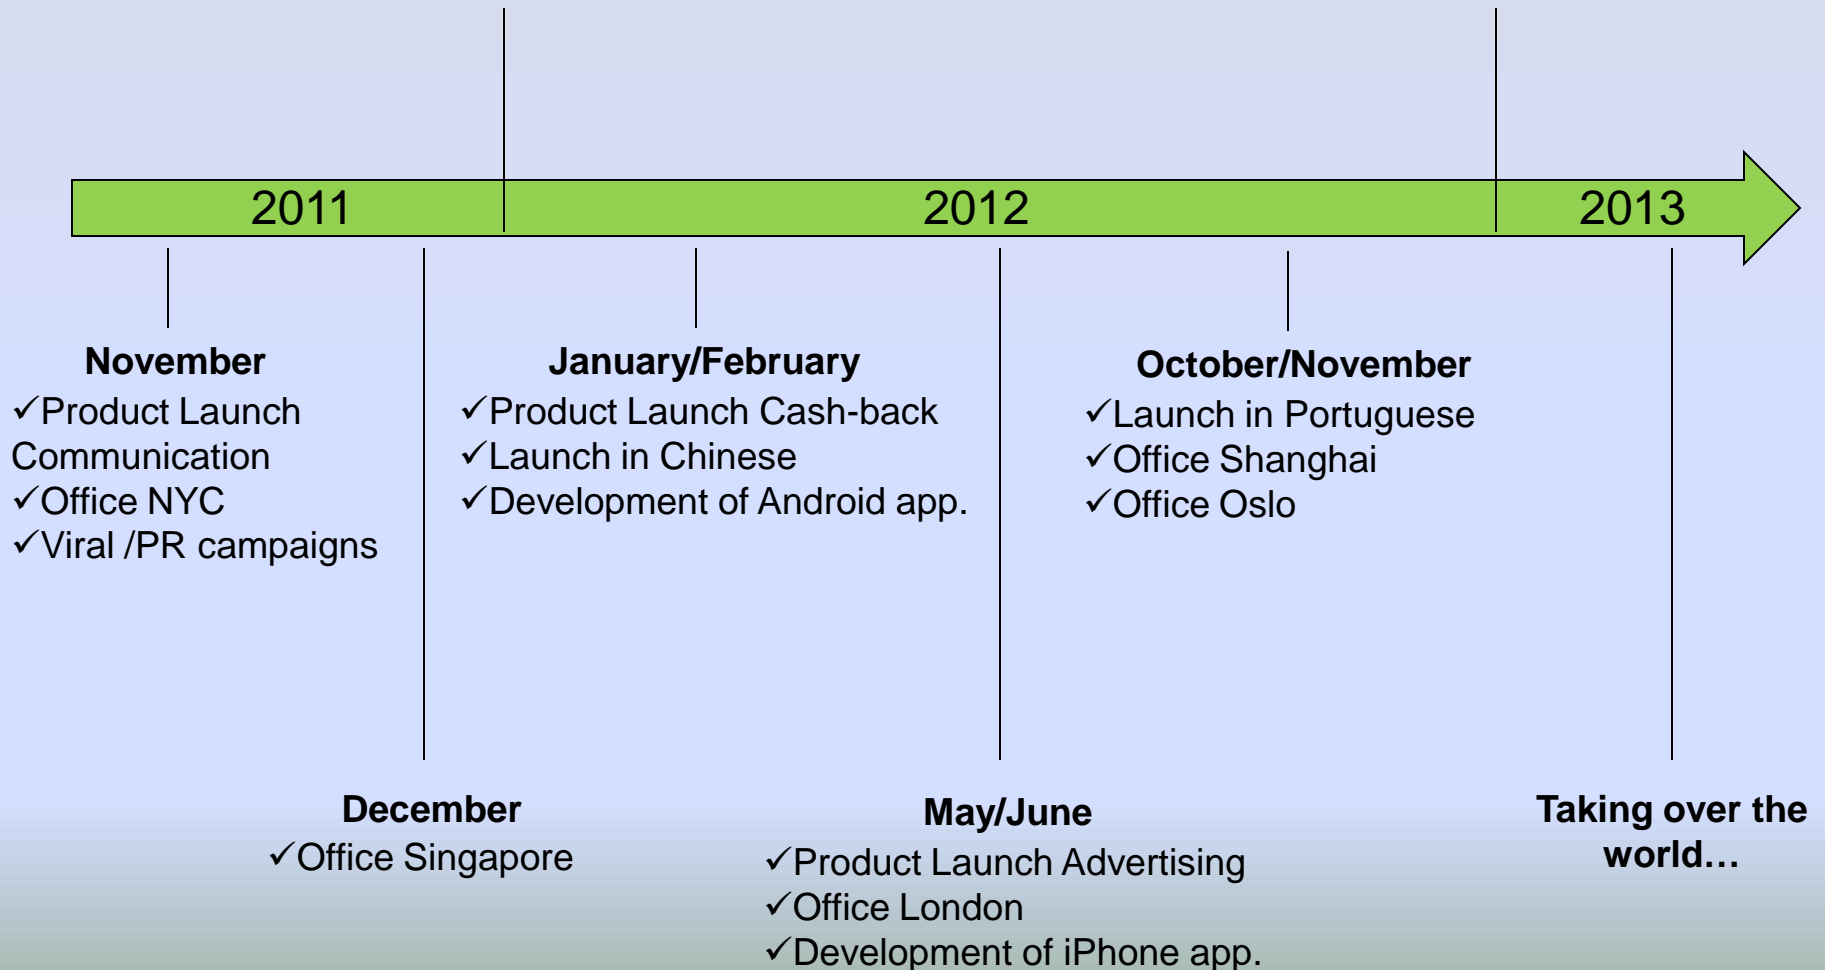 2011
2012
2013
November
✓Product Launch
Communication
✓Office NYC
✓Viral /PR campaigns
January/February
✓Product Launch Cash-back
✓Launch in Chinese
✓Development of Android app.
October/November
✓Launch in Portuguese
✓Office Shanghai
✓Office Oslo
December
✓Office Singapore
May/June
✓Product Launch Advertising
✓Office London
✓Development of iPhone app.
Taking over the
world…